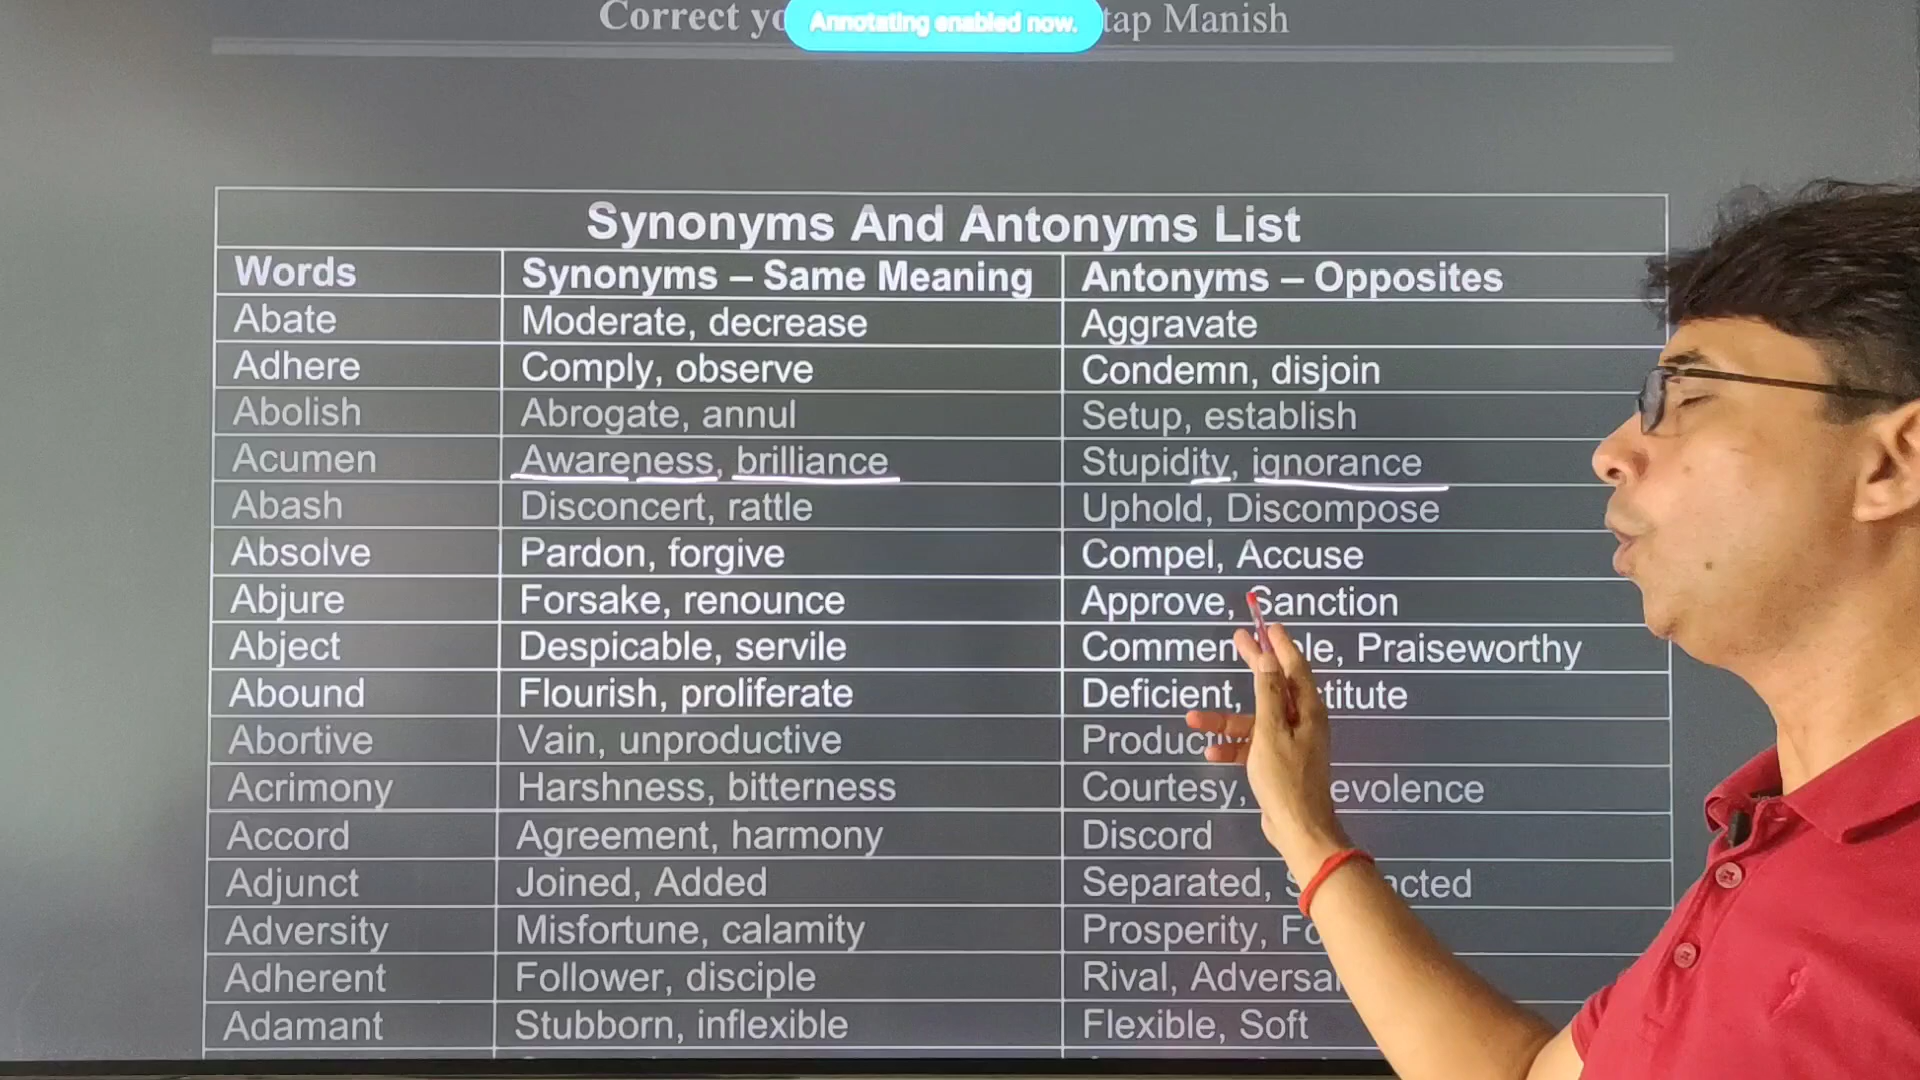 Correct Annotating enabled now. Manish
Synonyms And Antonyms List
Words Synonyms – Same Meaning Antonyms – Opposites
Abate Moderate, decrease Aggravate
Adhere Comply, observe Condemn, disjoin
Abolish Abrogate, annul Setup, establish
Acumen Awareness, brilliance Stupidity, ignorance
Abash Disconcert, rattle Uphold, Discompose
Absolve Pardon, forgive Compel, Accuse
Abjure Forsake, renounce Approve, Sanction
Abject Despicable, servile Praiseworthy
Abound Flourish, proliferate Deficient,
Abortive Vain, unproductive
Acrimony Harshness, bitterness Courtesy,
Accord Agreement, harmony Discord
Adjunct Joined, Added Separated,
Adversity Misfortune, calamity Prosperity,
Adherent Follower, disciple Rival,
Adamant Stubborn, inflexible Flexible, Soft